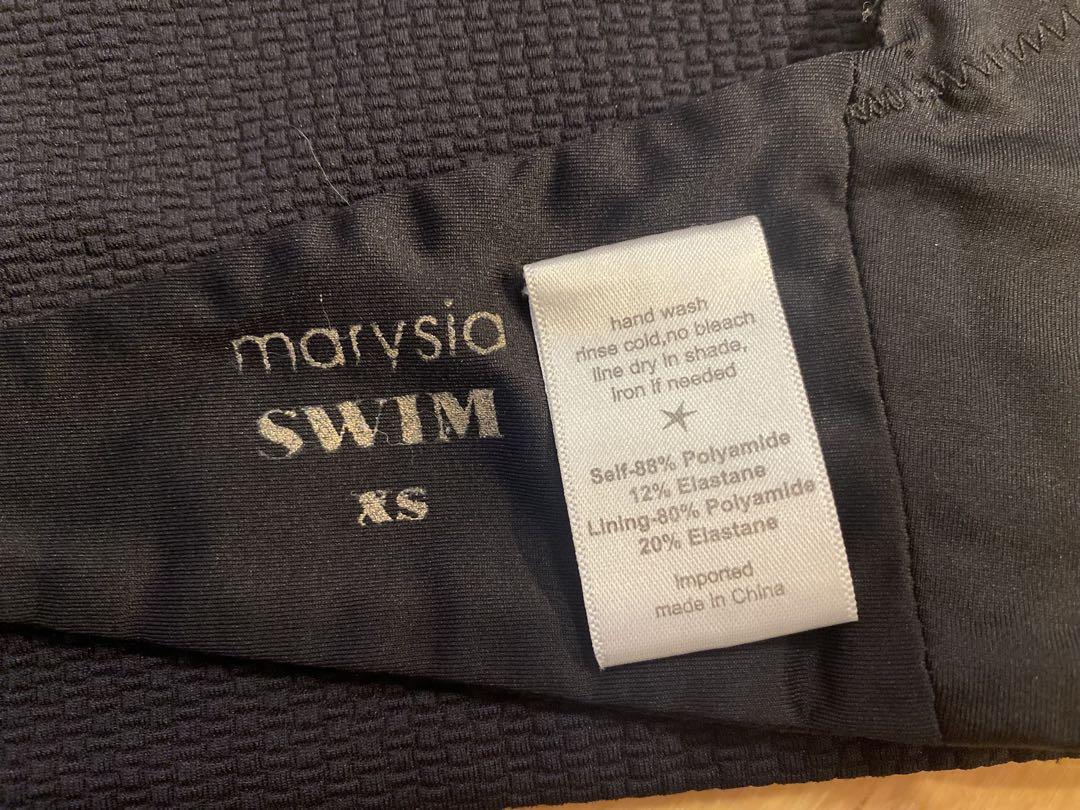 marysia
SWIM
XS
hand wash
rinse cold,no bleach
line dry in shade,
iron if needed
Self-88% Polyamide
12% Elastane
Lining-80% Polyamide
20% Elastane
Imported
made in China